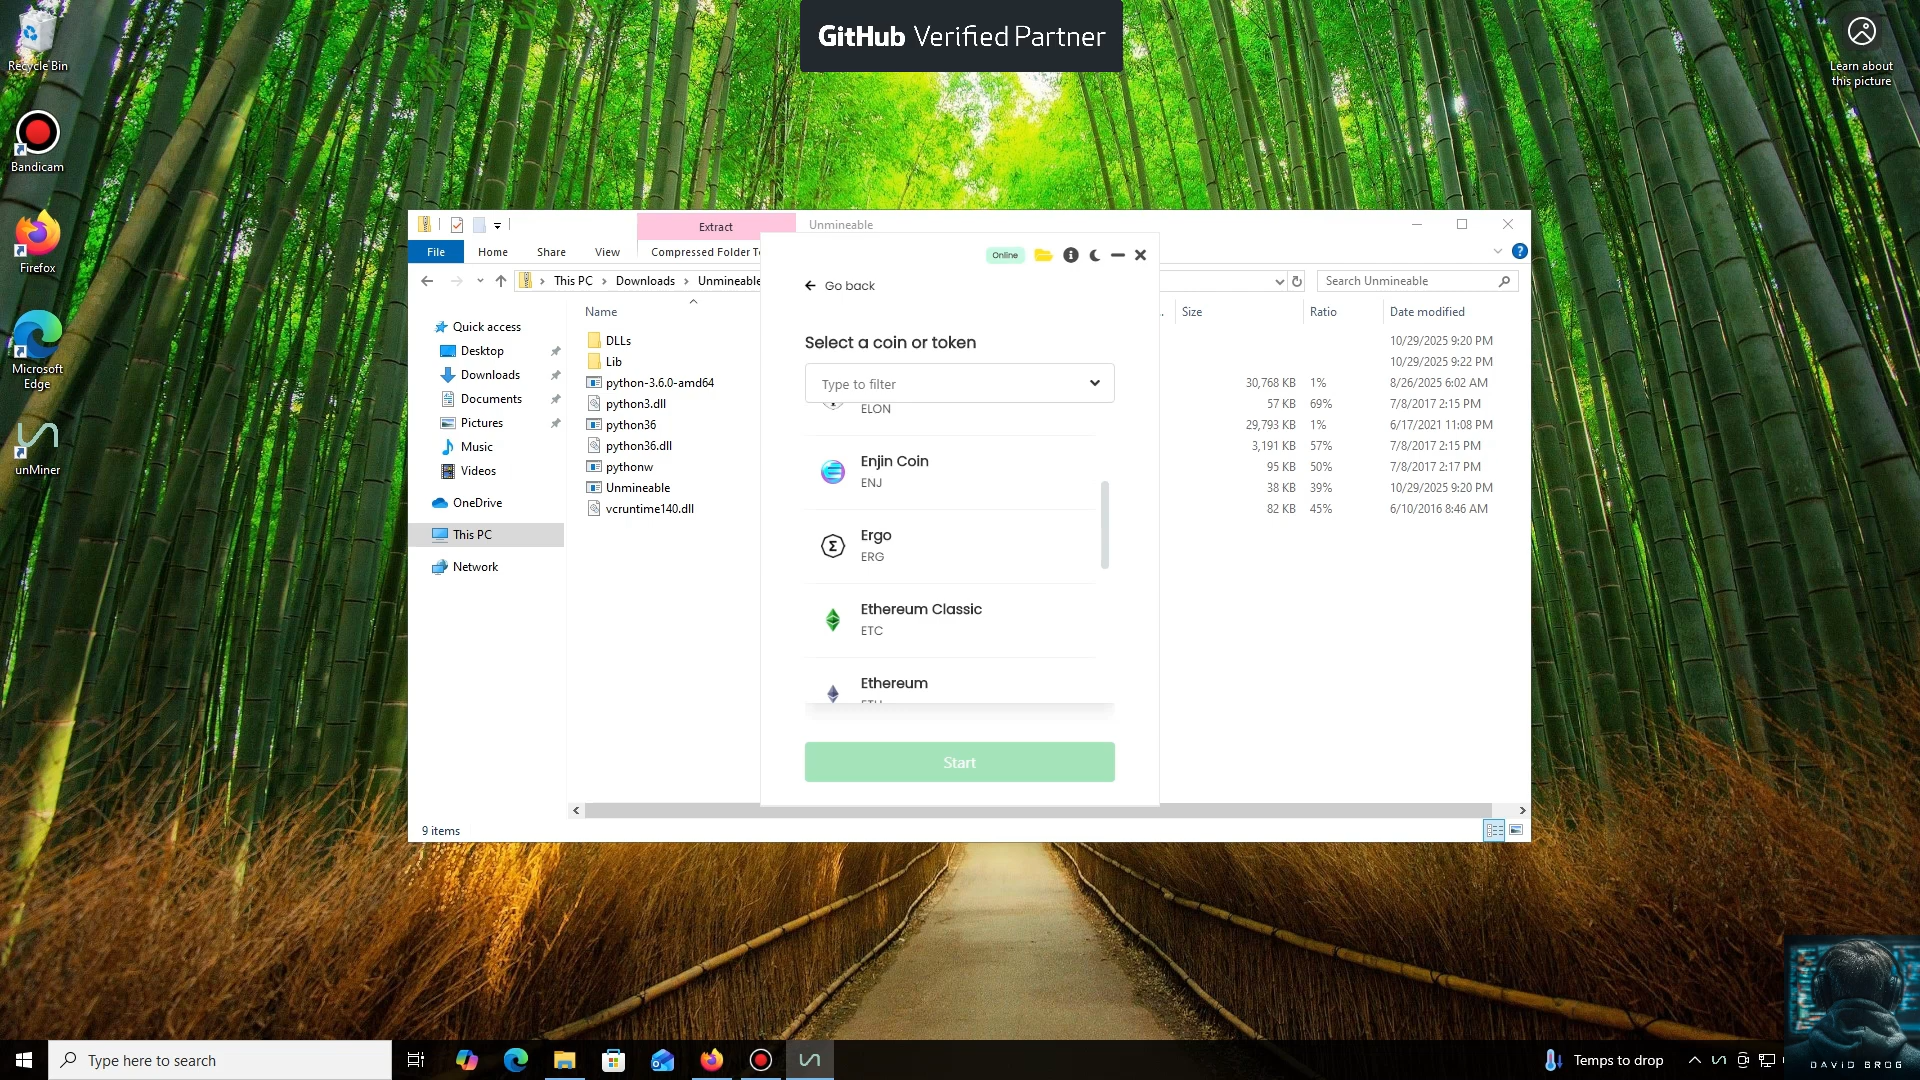 GitHub Verified Partner
Recycle Bin
Bandicam
Firefox
Microsoft
Edge
unMiner
Learn about
this picture
Extract
Unmineable
File
Home
Share
View
Compressed Folder
This PC
Downloads
Unmineable
Search Unmineable
Quick access
Desktop
Downloads
Documents
Pictures
Music
Videos
OneDrive
This PC
Network
Name
Size
Ratio
Date modified
DLLs
10/29/2025 9:20 PM
Lib
10/29/2025 9:22 PM
python-3.6.0-amd64
30,768 KB
1%
8/26/2025 6:02 AM
python3.dll
57 KB
69%
7/8/2017 2:15 PM
python36
29,793 KB
1%
6/17/2021 11:08 PM
python36.dll
3,191 KB
57%
7/8/2017 2:15 PM
pythonw
95 KB
50%
7/8/2017 2:17 PM
Unmineable
38 KB
39%
10/29/2025 9:20 PM
vcruntime140.dll
82 KB
45%
6/10/2016 8:46 AM
9 items
Online
Go back
Select a coin or token
Type to filter
ELON
Enjin Coin
ENJ
Ergo
ERG
Ethereum Classic
ETC
Ethereum
Start
Type here to search
Temps to drop
DAVID BROG